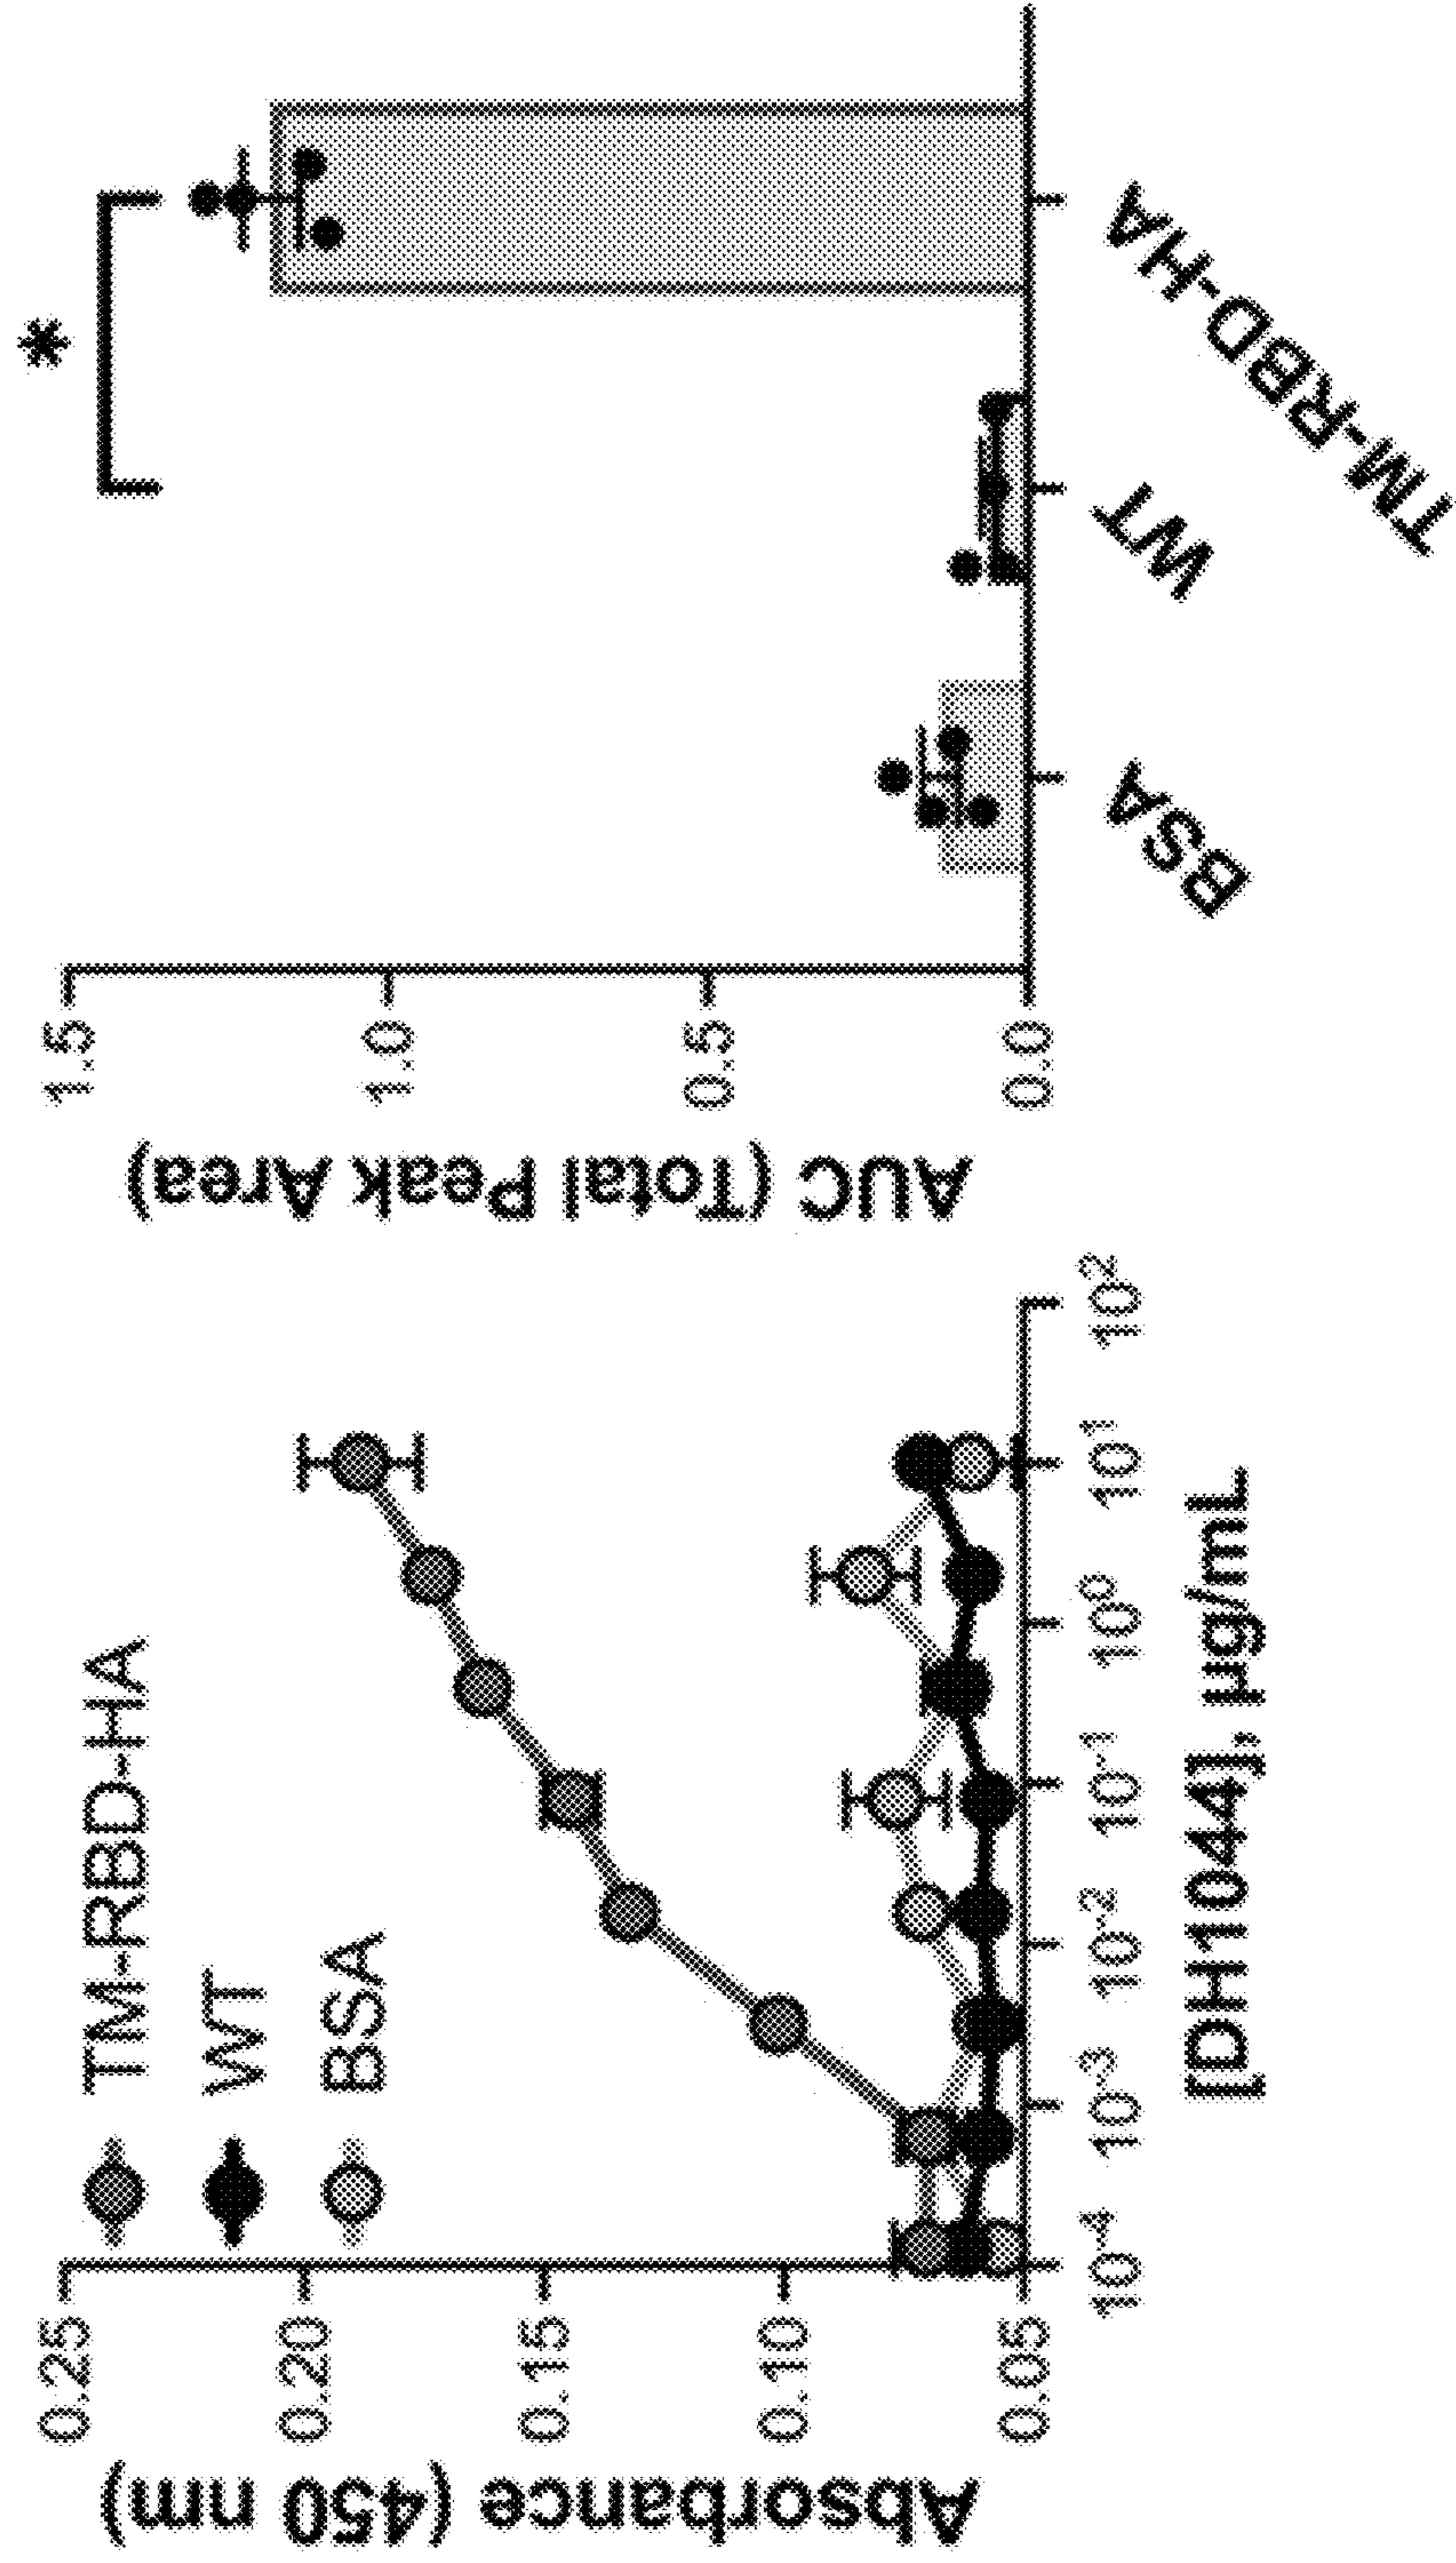 TM-RBD-HA
WT
BSA
Absorbance (450 nm)
0.25
0.20
0.15
0.10
0.05
10-4
10-3
10-2
10-1
100
101
102
[DH1044], µg/mL
*
AUC (Total Peak Area)
1.5
1.0
0.5
0.0
BSA
WT
TM-RBD-HA